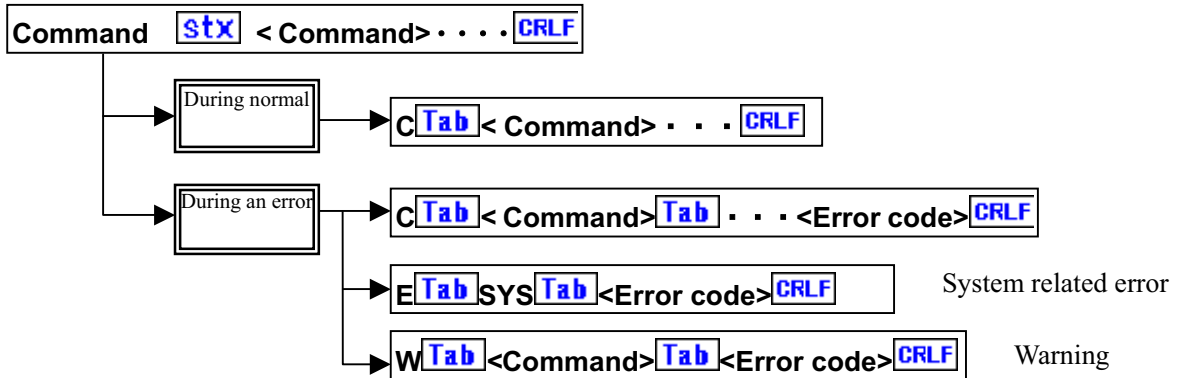 Command stx < Command>・・・・CRLF
During normal
C Tab < Command>・・・CRLF
During an error
C Tab < Command> Tab ・・・<Error code> CRLF
E Tab SYS Tab <Error code> CRLF
System related error
W Tab <Command> Tab <Error code> CRLF
Warning